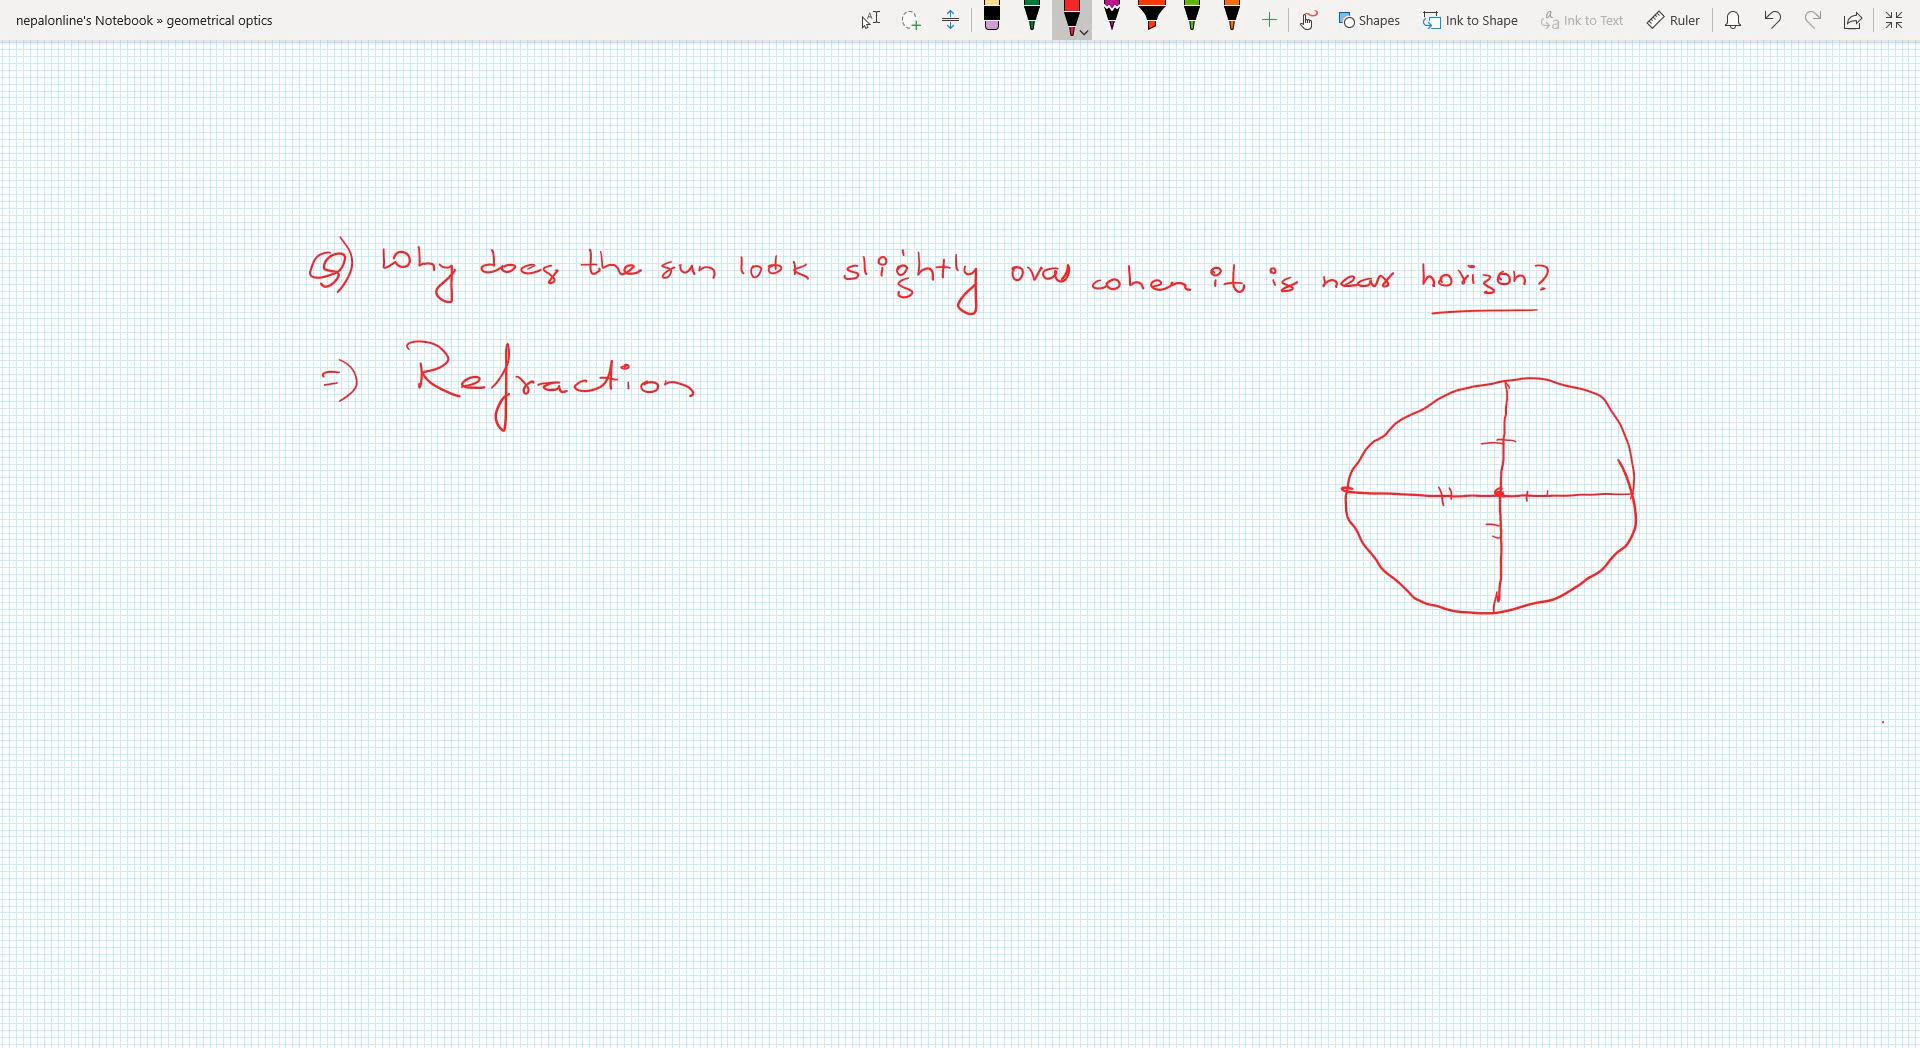 nepalonline's Notebook » geometrical optics
Shapes Ink to Shape Ink to Text Ruler
Q) Why does the sun look slightly oval when it is near horizon?
=) Refraction